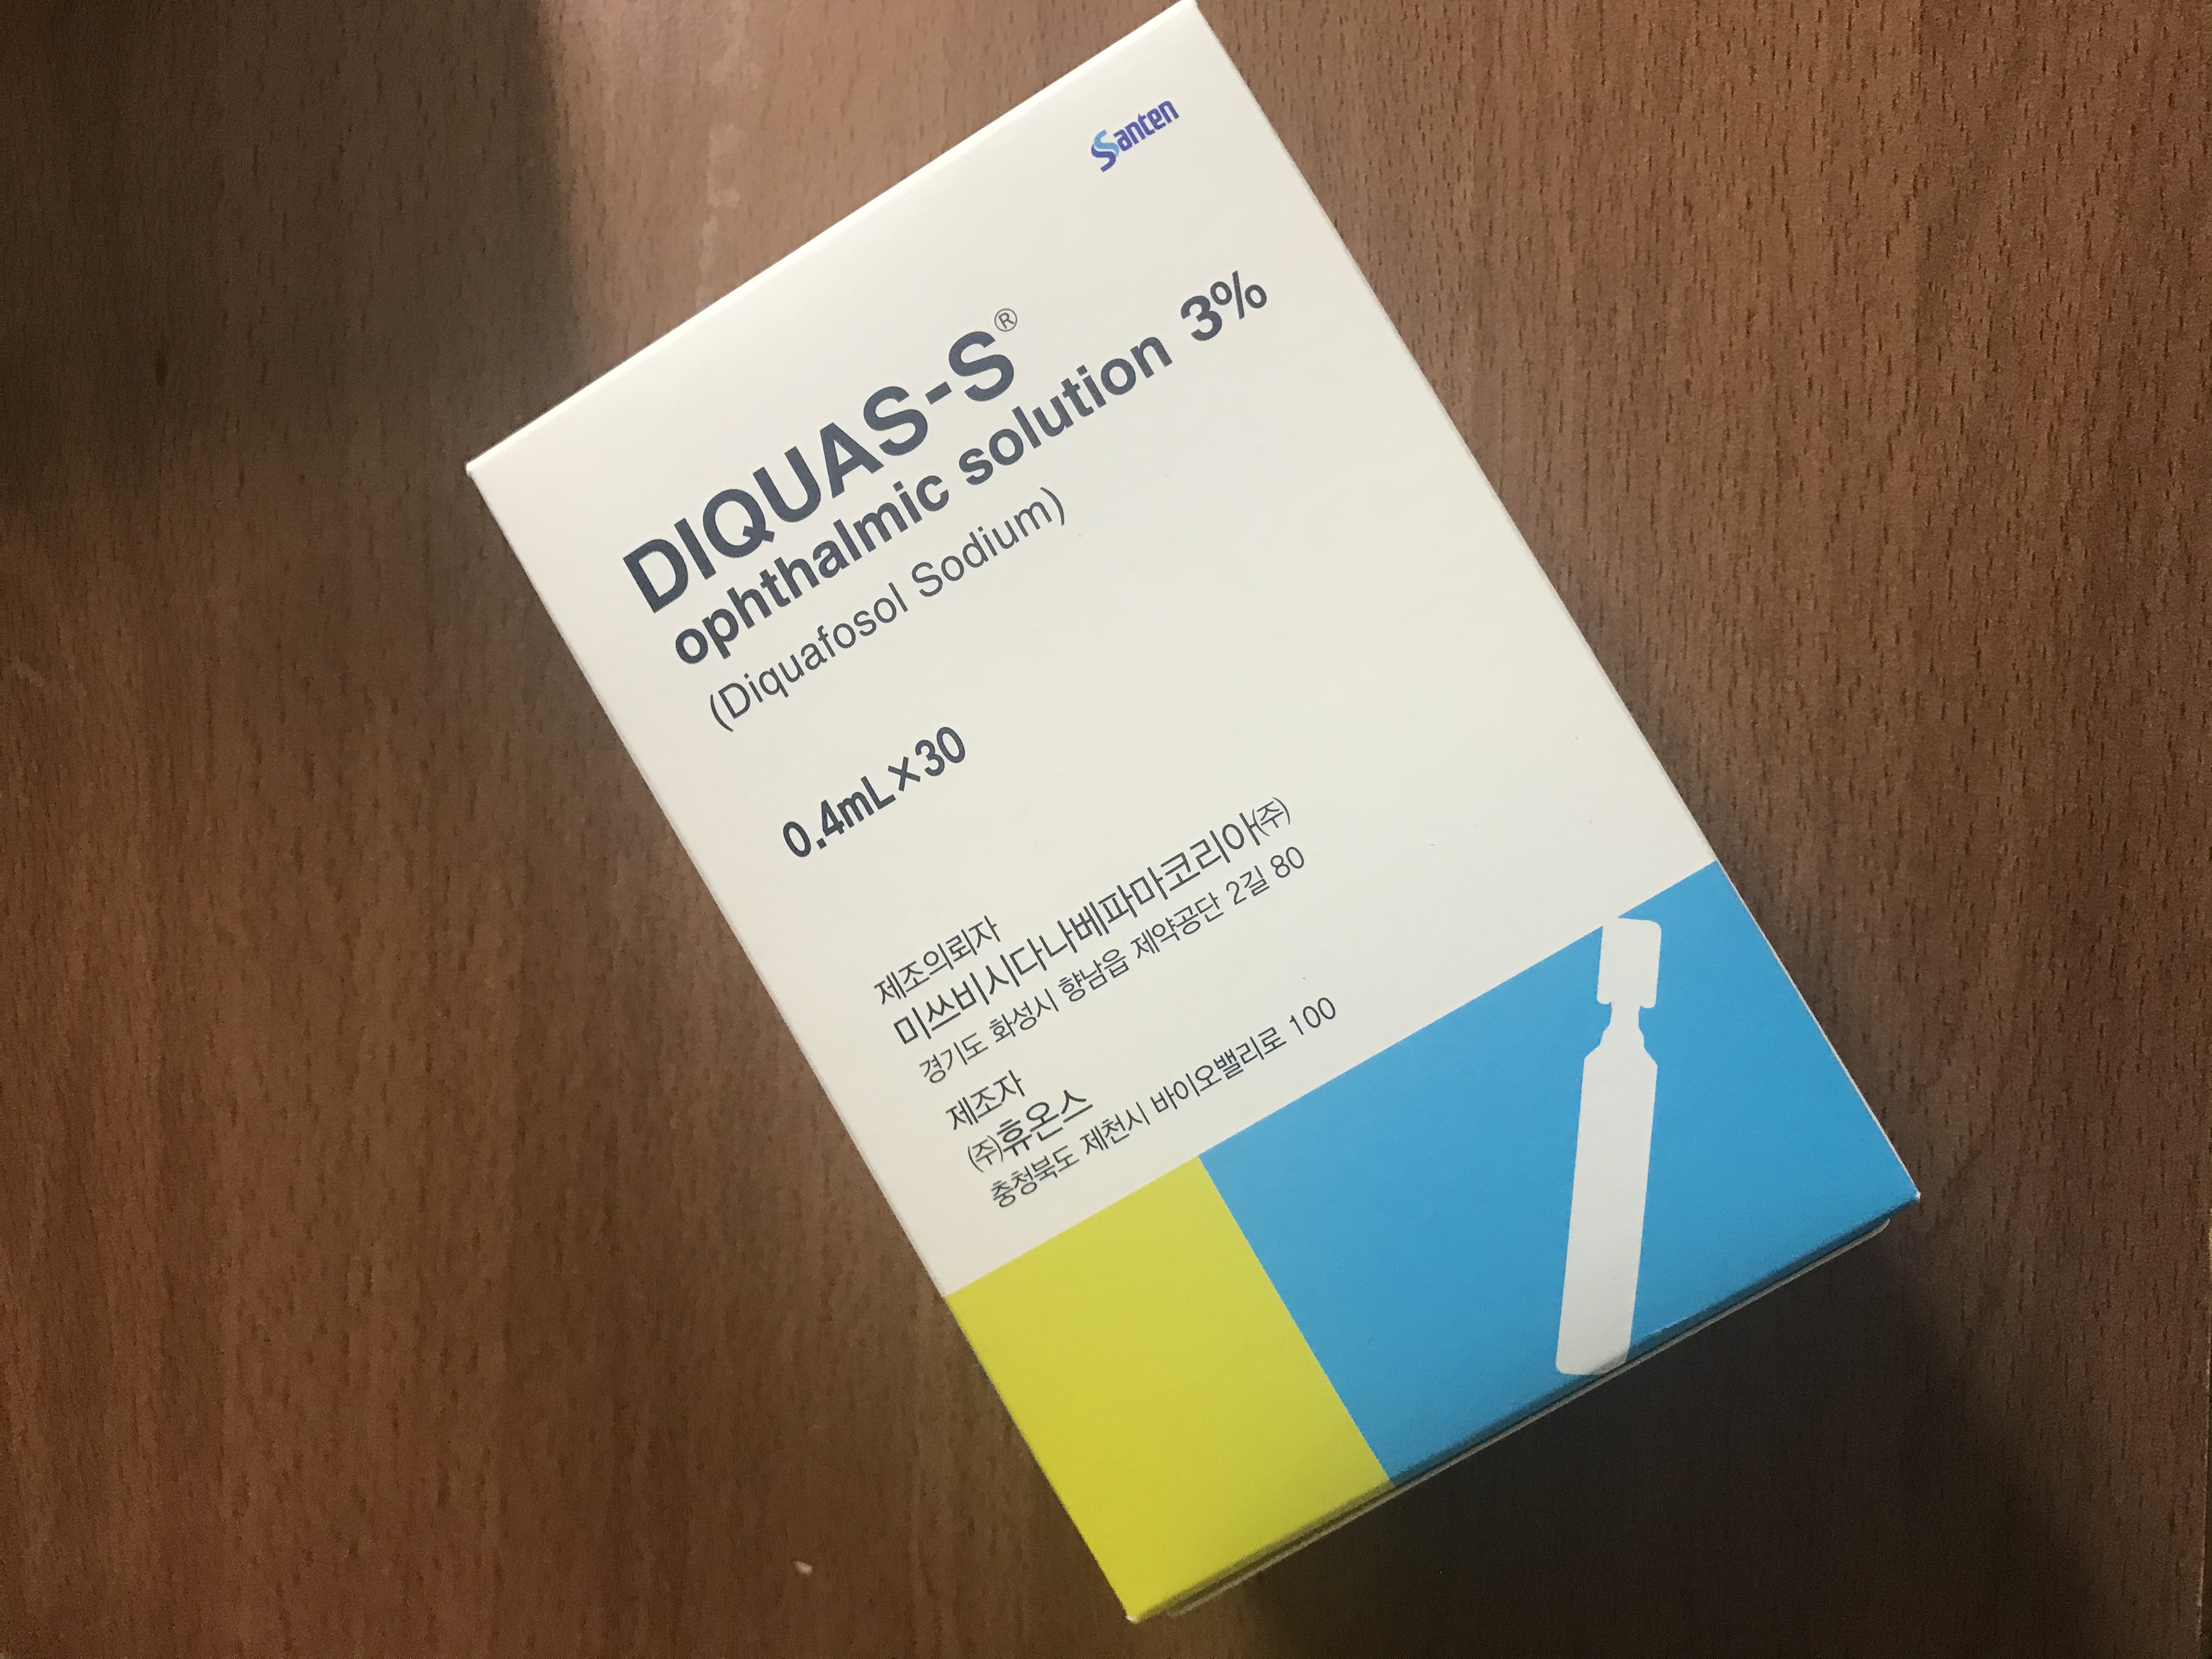 Santen
DIQUAS-S®
ophthalmic solution 3%
(Diquafosol Sodium)
0.4mL×30
제조의뢰자
미쓰비시다나베파마코리아(주)
경기도 화성시 향남읍 제약공단 2길 80
제조자
(주)휴온스
충청북도 제천시 바이오밸리로 100